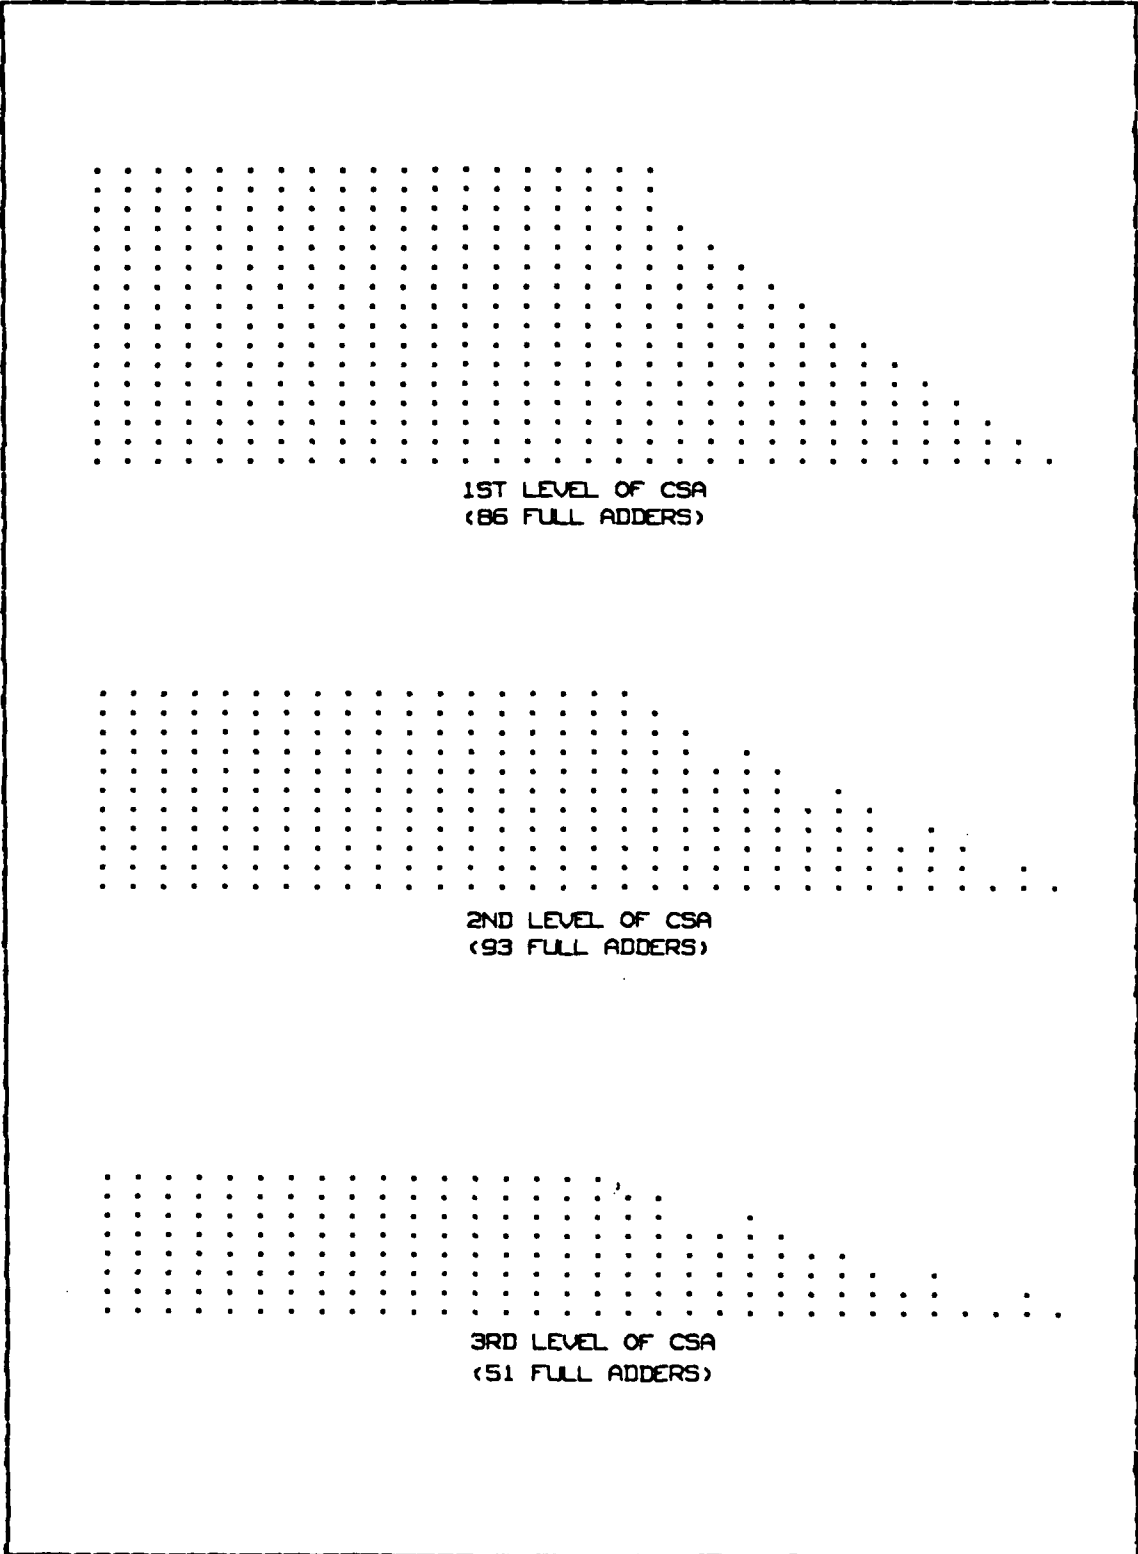 1ST LEVEL OF CSA
(86 FULL ADDERS)
2ND LEVEL OF CSA
(93 FULL ADDERS)
3RD LEVEL OF CSA
(51 FULL ADDERS)